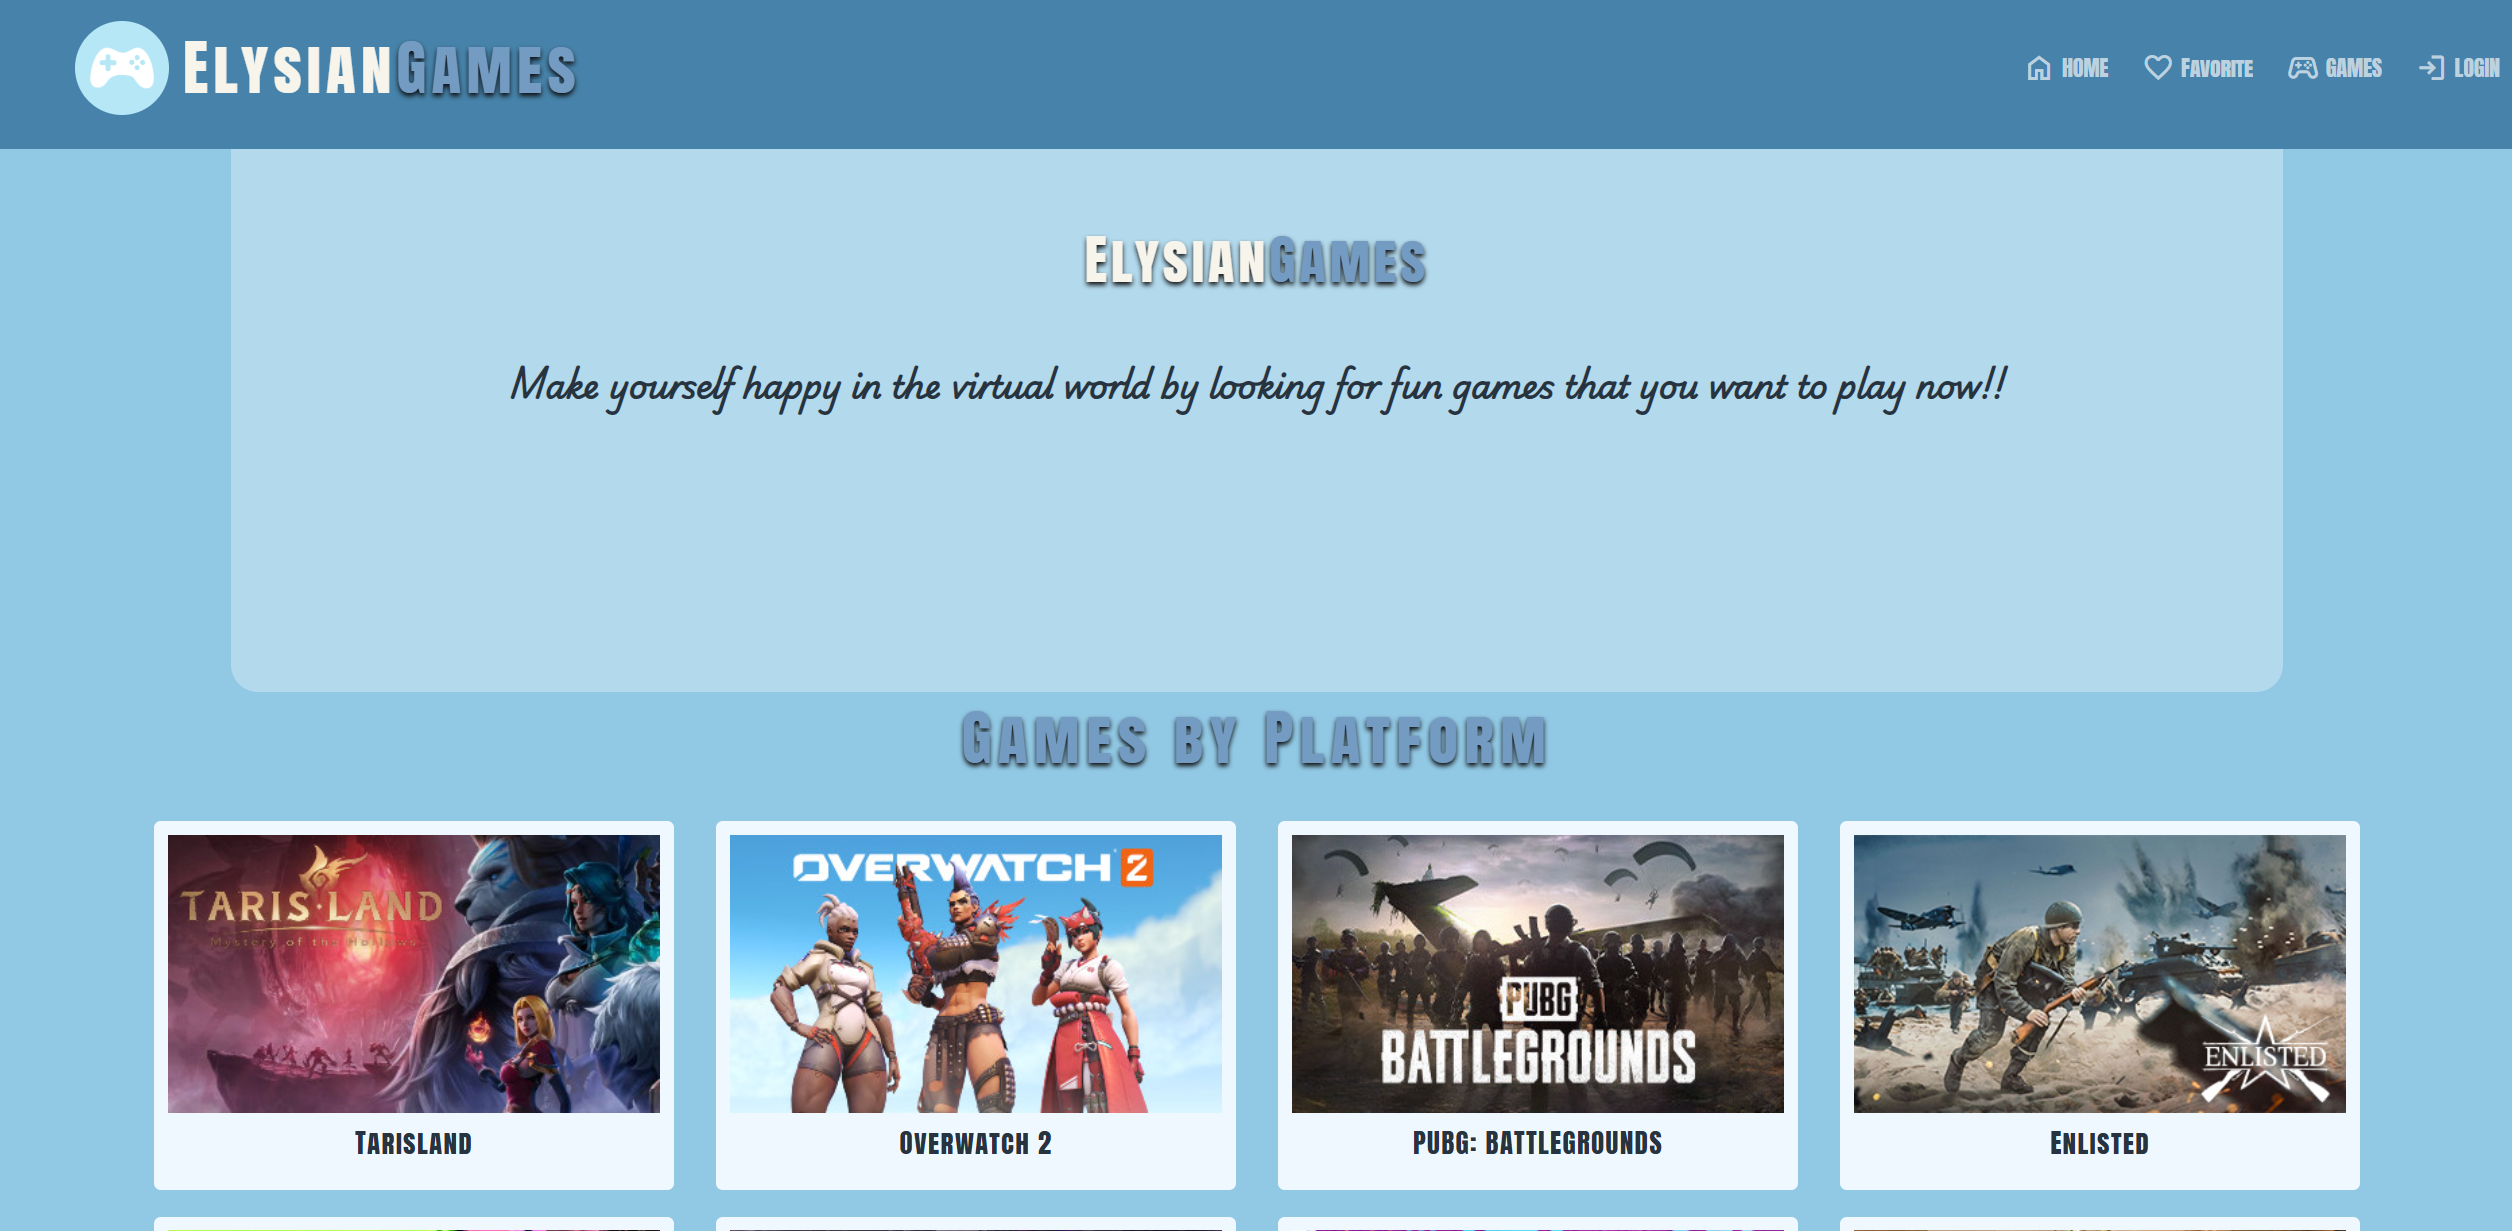 ElysianGames
HOME Favorite GAMES LOGIN
ElysianGames
Make yourself happy in the virtual world by looking for fun games that you want to play now!!
Games by Platform
TARIS·LAND
Mystery of the Hollows
OVERWATCH 2
PUBG
BATTLEGROUNDS
ENLISTED
Tarisland
Overwatch 2
PUBG: BATTLEGROUNDS
Enlisted